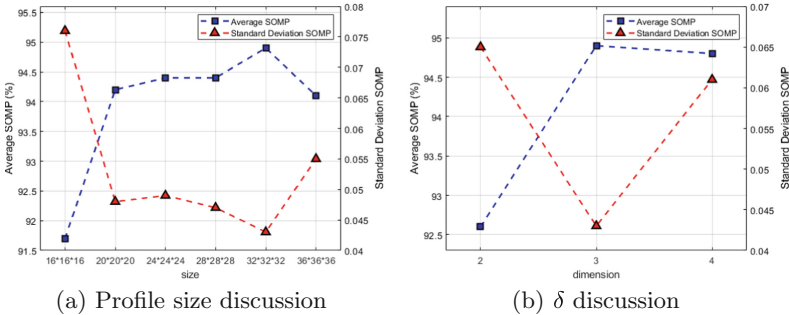 95.5
95
94.5
94
93.5
93
92.5
92
91.5
Average SOMP (%)
0.08
0.075
0.07
0.065
0.06
0.055
0.05
0.045
0.04
Standard Deviation SOMP
Average SOMP
Standard Deviation SOMP
16*16*16 20*20*20 24*24*24 28*28*28 32*32*32 36*36*36
size
(a) Profile size discussion
95
94.5
94
93.5
93
92.5
Average SOMP (%)
0.07
0.065
0.06
0.055
0.05
0.045
0.04
Standard Deviation SOMP
Average SOMP
Standard Deviation SOMP
2 3 4
dimension
(b) δ discussion